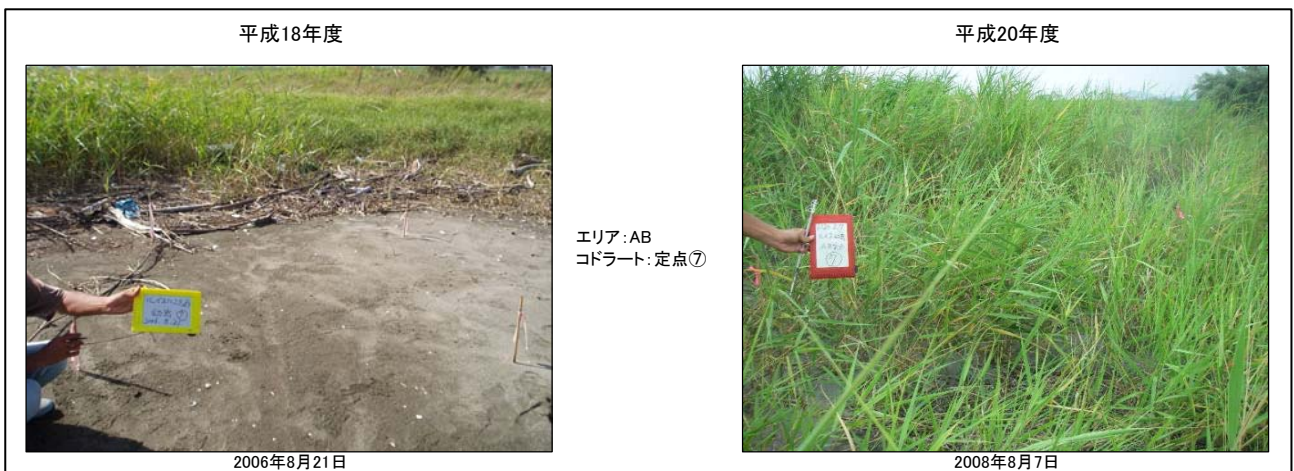 平成18年度
平成20年度
エリア:AB
コドラート:定点⑦
2006年8月21日
2008年8月7日